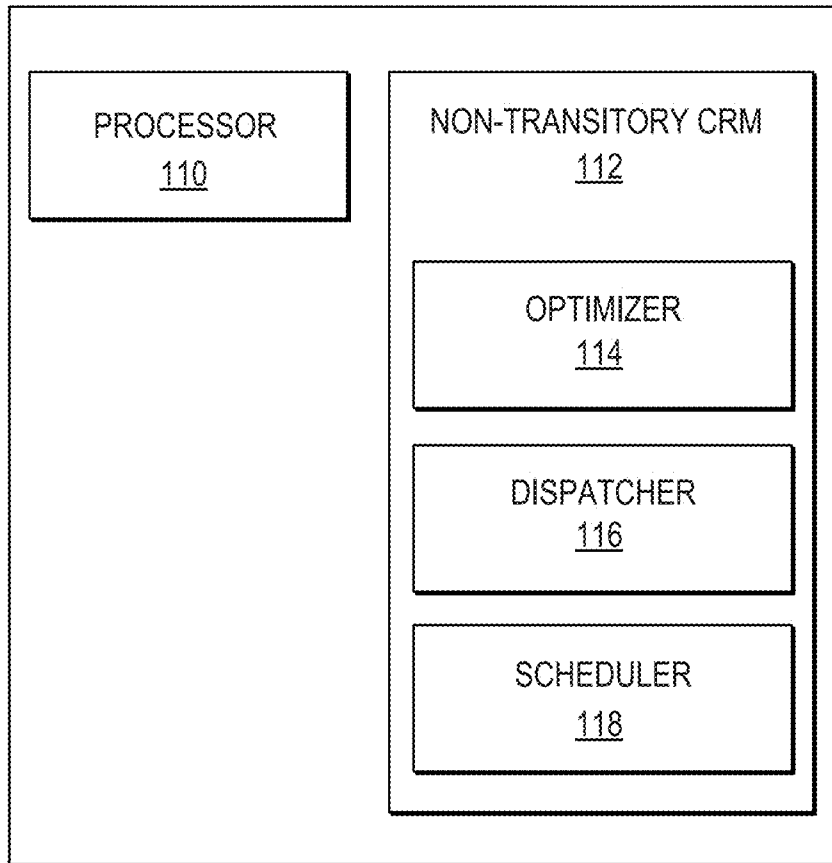 PROCESSOR
110
NON-TRANSITORY CRM
112
OPTIMIZER
114
DISPATCHER
116
SCHEDULER
118